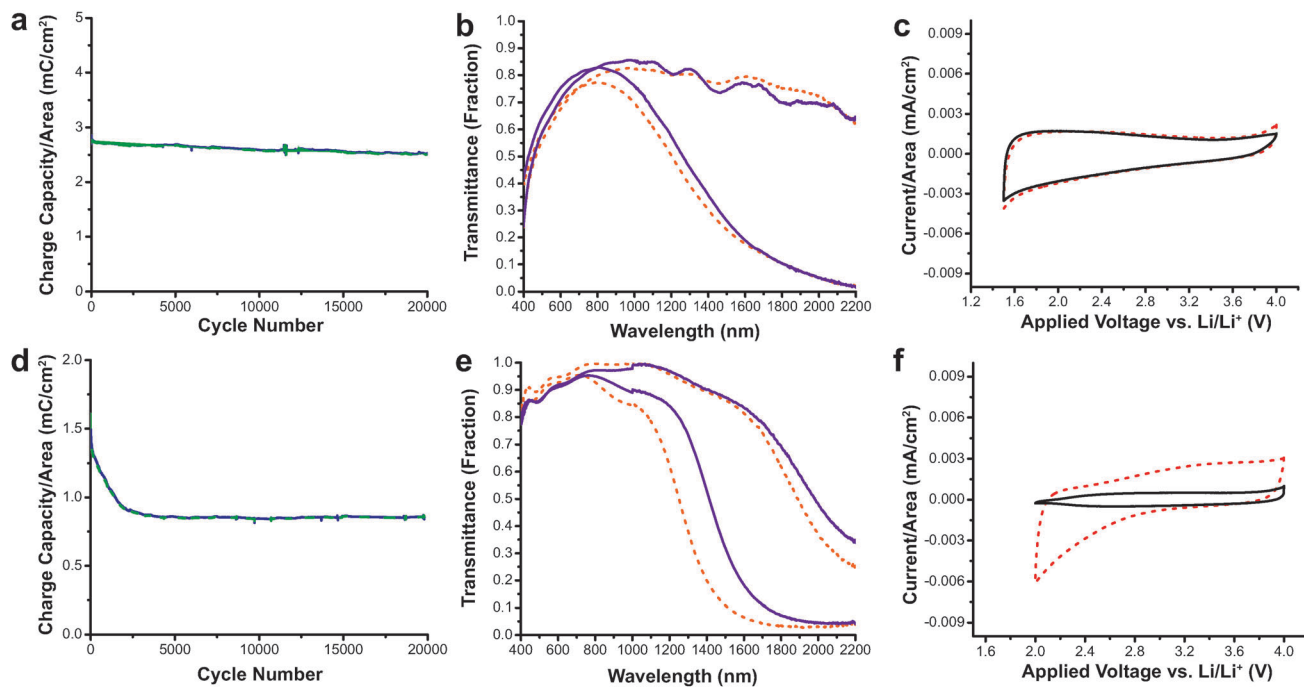 a
Charge Capacity/Area (mC/cm²)
5
4
3
2
1
0
0 5000 10000 15000 20000
Cycle Number
b
Transmittance (Fraction)
1.0
0.9
0.8
0.7
0.6
0.5
0.4
0.3
0.2
0.1
0.0
400 600 800 1000 1200 1400 1600 1800 2000 2200
Wavelength (nm)
c
Current/Area (mA/cm²)
0.009
0.006
0.003
0.000
-0.003
-0.006
-0.009
1.2 1.6 2.0 2.4 2.8 3.2 3.6 4.0
Applied Voltage vs. Li/Li⁺ (V)
d
Charge Capacity/Area (mC/cm²)
2.0
1.5
1.0
0.5
0.0
0 5000 10000 15000 20000
Cycle Number
e
Transmittance (Fraction)
1.0
0.9
0.8
0.7
0.6
0.5
0.4
0.3
0.2
0.1
0.0
400 600 800 1000 1200 1400 1600 1800 2000 2200
Wavelength (nm)
f
Current/Area (mA/cm²)
0.009
0.006
0.003
0.000
-0.003
-0.006
-0.009
1.6 2.0 2.4 2.8 3.2 3.6 4.0
Applied Voltage vs. Li/Li⁺ (V)